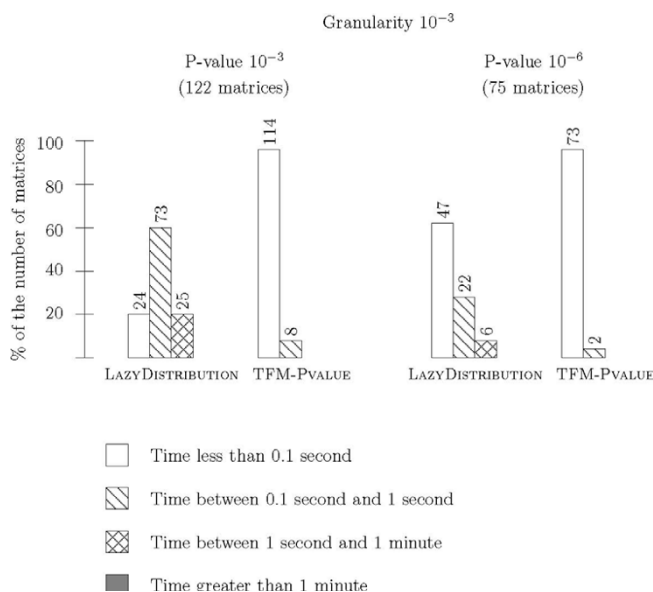 Granularity 10⁻³
P-value 10⁻³
(122 matrices)
P-value 10⁻⁶
(75 matrices)
% of the number of matrices
100
80
60
40
20
24
73
25
114
8
47
22
6
73
2
LAZYDISTRIBUTION
TFM-PVALUE
LAZYDISTRIBUTION
TFM-PVALUE
Time less than 0.1 second
Time between 0.1 second and 1 second
Time between 1 second and 1 minute
Time greater than 1 minute